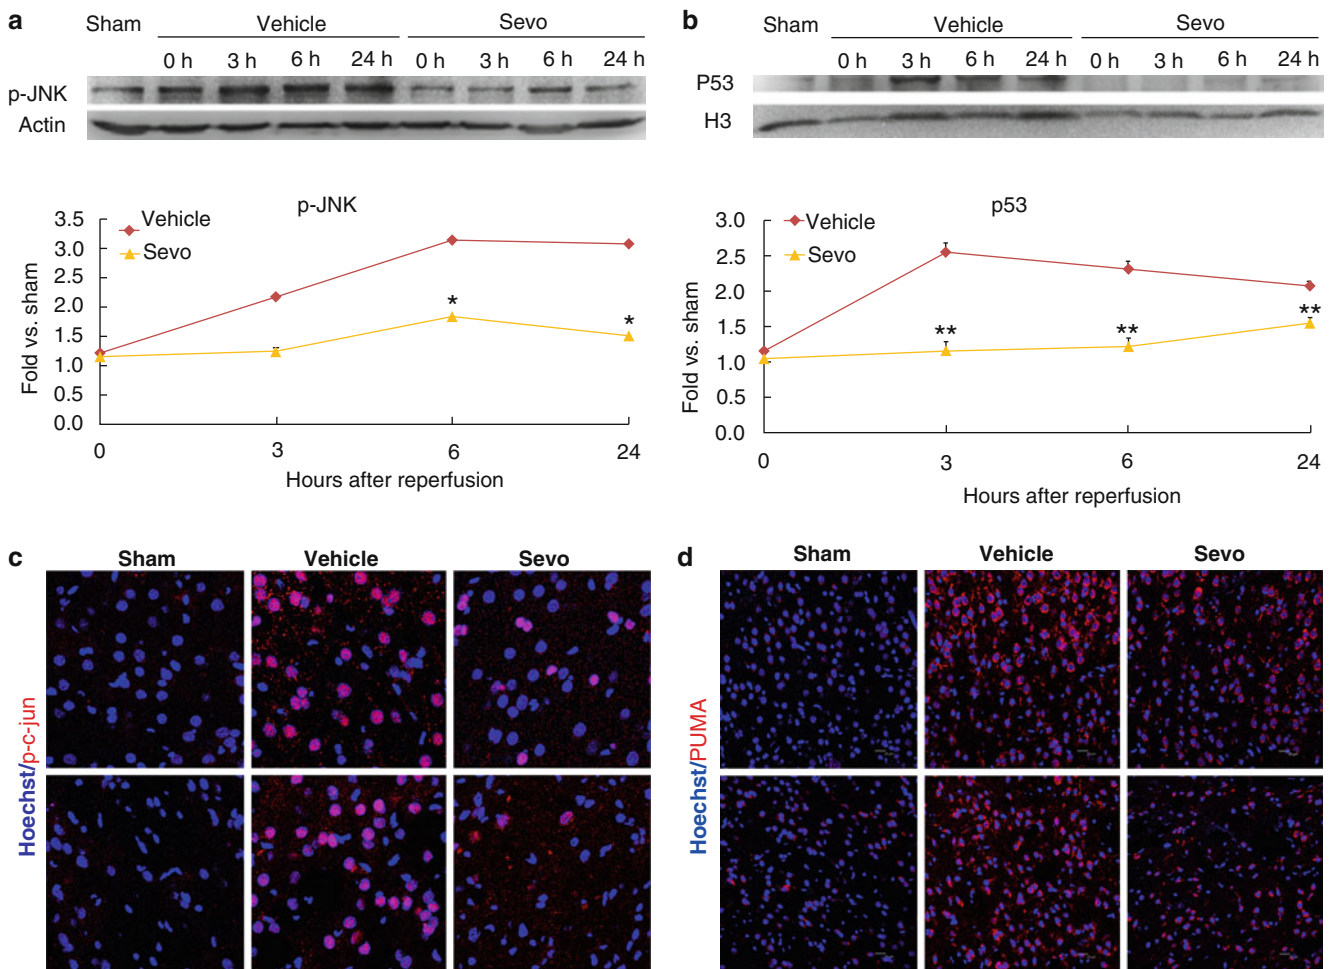 a
Sham Vehicle Sevo
0 h 3 h 6 h 24 h 0 h 3 h 6 h 24 h
p-JNK
Actin
p-JNK
Vehicle
Sevo
Fold vs. sham
3.5
3.0
2.5
2.0
1.5
1.0
0.5
0.0
*
*
0 3 6 24
Hours after reperfusion
b
Sham Vehicle Sevo
0 h 3 h 6 h 24 h 0 h 3 h 6 h 24 h
P53
H3
p53
Vehicle
Sevo
Fold vs. sham
3.0
2.5
2.0
1.5
1.0
0.5
0.0
**
**
**
0 3 6 24
Hours after reperfusion
c
Sham Vehicle Sevo
Hoechst/p-c-jun
d
Sham Vehicle Sevo
Hoechst/PUMA